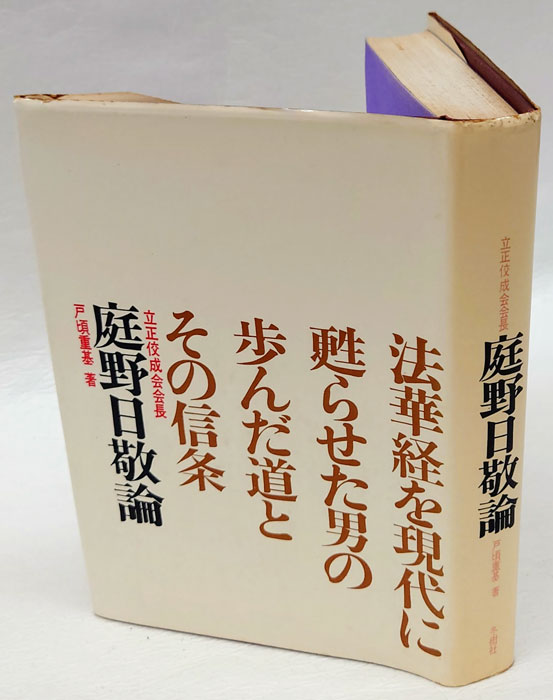 法華経を現代に
甦らせた男の
歩んだ道と
その信条
立正佼成会会長
庭野日敬論
戸頃重基 著
立正佼成会会長
庭野日敬論
戸頃重基 著